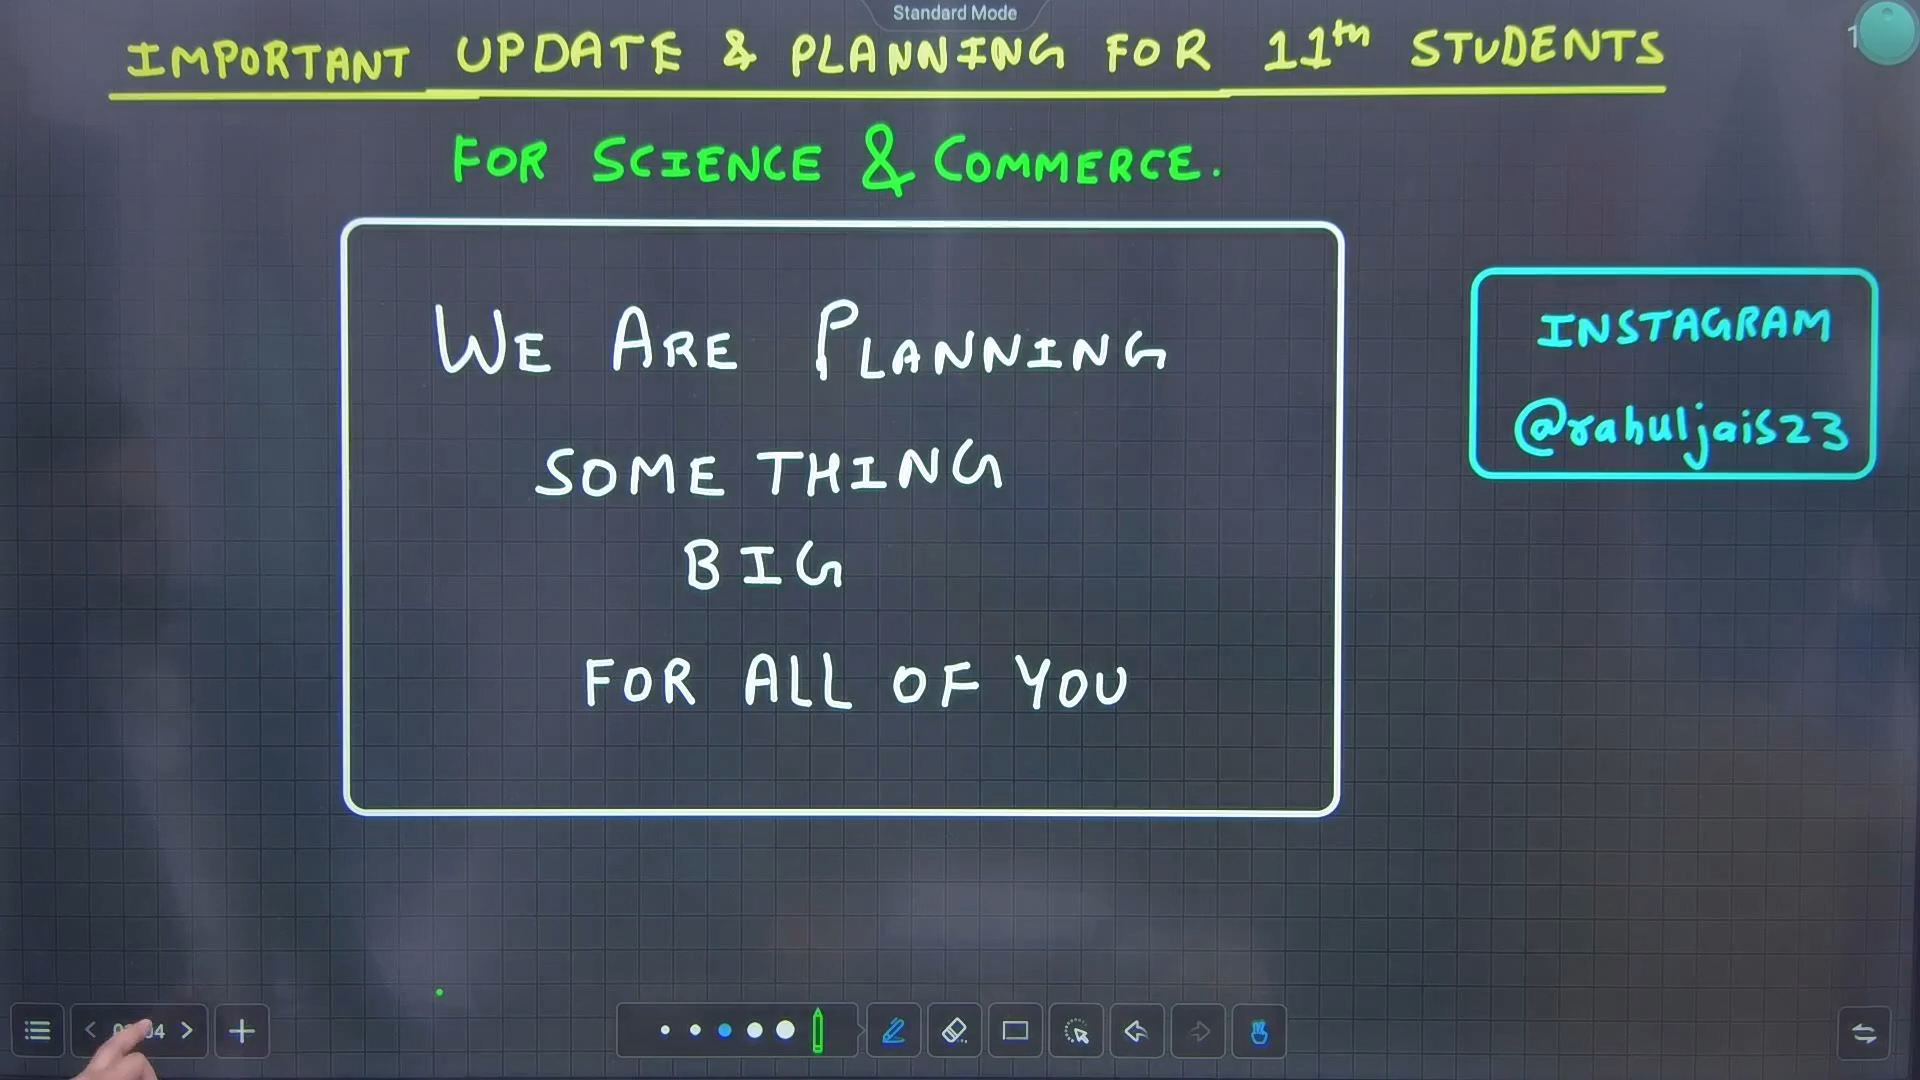 Standard Mode
IMPORTANT UPDATE & PLANNING FOR 11th STUDENTS
FOR SCIENCE & COMMERCE.
WE ARE PLANNING
SOME THING
BIG
FOR ALL OF YOU
INSTAGRAM
@rahuljais23